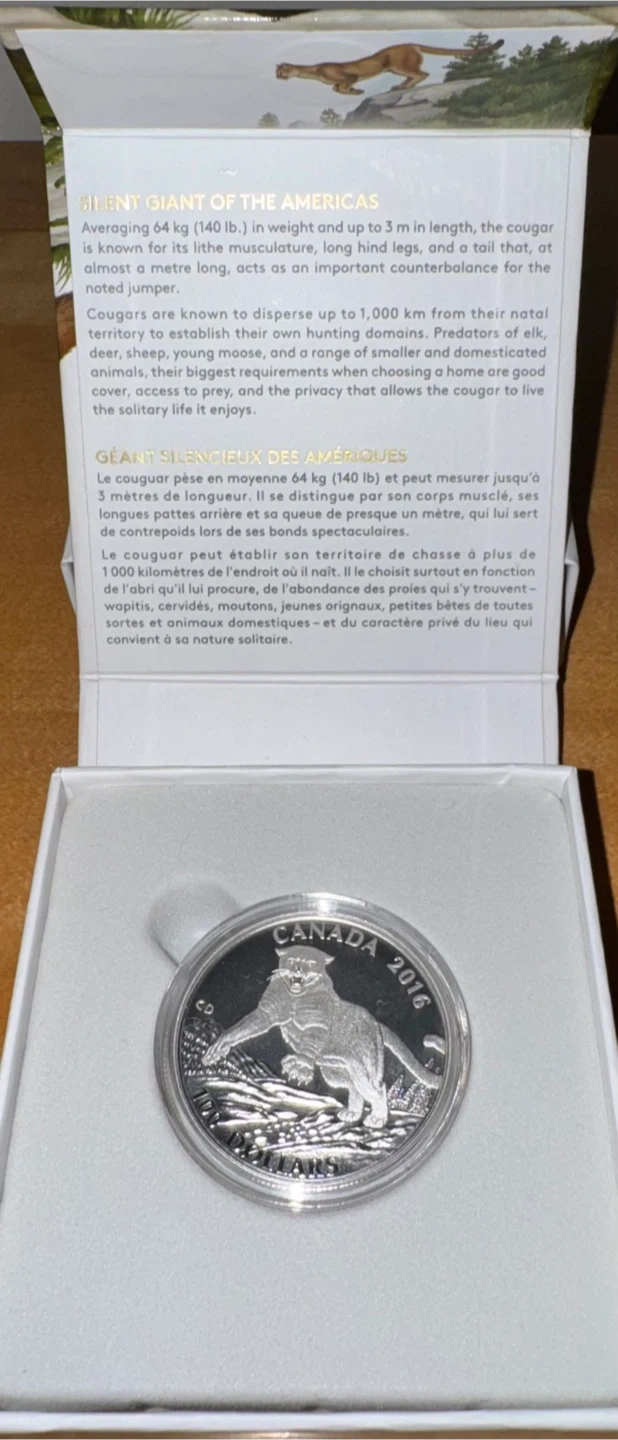 SILENT GIANT OF THE AMERICAS
Averaging 64 kg (140 lb.) in weight and up to 3 m in length, the cougar
is known for its lithe musculature, long hind legs, and a tail that, at
almost a metre long, acts as an important counterbalance for the
noted jumper.
Cougars are known to disperse up to 1,000 km from their natal
territory to establish their own hunting domains. Predators of elk,
deer, sheep, young moose, and a range of smaller and domesticated
animals, their biggest requirements when choosing a home are good
cover, access to prey, and the privacy that allows the cougar to live
the solitary life it enjoys.
GÉANT SILENCIEUX DES AMÉRIQUES
Le couguar pèse en moyenne 64 kg (140 lb) et peut mesurer jusqu'à
3 mètres de longueur. Il se distingue par son corps musclé, ses
longues pattes arrière et sa queue de presque un mètre, qui lui sert
de contrepoids lors de ses bonds spectaculaires.
Le couguar peut établir son territoire de chasse à plus de
1 000 kilomètres de l'endroit où il naît. Il le choisit surtout en fonction
de l'abri qu'il lui procure, de l'abondance des proies qui s'y trouvent –
wapitis, cervidés, moutons, jeunes orignaux, petites bêtes de toutes
sortes et animaux domestiques – et du caractère privé du lieu qui
convient à sa nature solitaire.
CANADA 2016
CD
100 DOLLARS